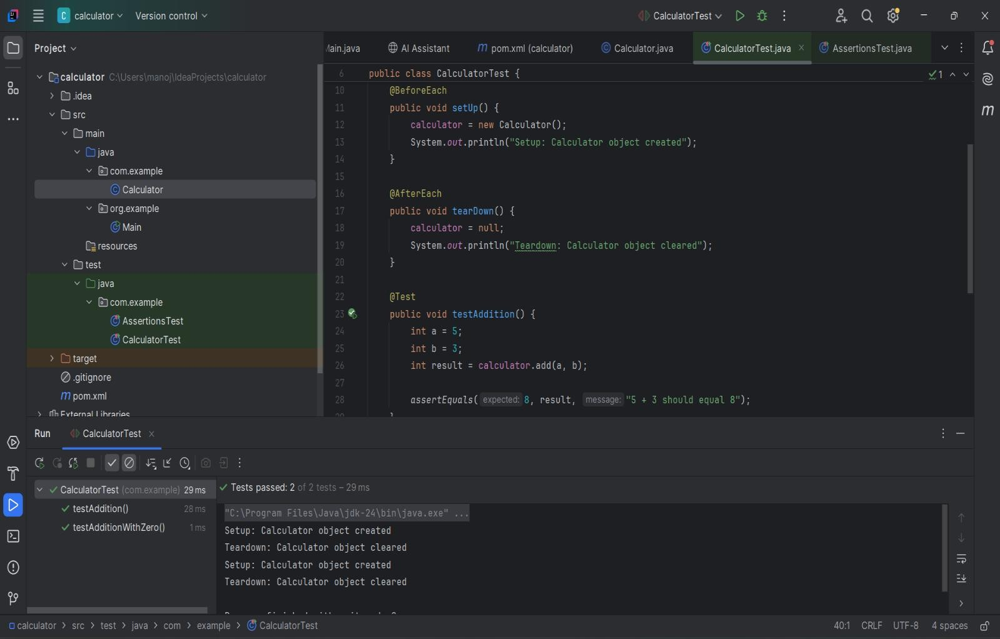 C calculator Version control CalculatorTest
Project
Main.java AI Assistant pom.xml (calculator) Calculator.java CalculatorTest.java AssertionsTest.java
calculator C:\Users\manoj\IdeaProjects\calculator
.idea
src
main
java
com.example
Calculator
org.example
Main
resources
test
java
com.example
AssertionsTest
CalculatorTest
target
.gitignore
m pom.xml
External Libraries
6 public class CalculatorTest {
1
10 @BeforeEach
11 public void setUp() {
12 calculator = new Calculator();
13 System.out.println("Setup: Calculator object created");
14 }
15
16 @AfterEach
17 public void tearDown() {
18 calculator = null;
19 System.out.println("Teardown: Calculator object cleared");
20 }
21
22 @Test
23 public void testAddition() {
24 int a = 5;
25 int b = 3;
26 int result = calculator.add(a, b);
27
28 assertEquals( expected: 8, result, message: "5 + 3 should equal 8");
29 }
Run CalculatorTest
CalculatorTest (com.example) 29 ms
testAddition() 28 ms
testAdditionWithZero() 1 ms
Tests passed: 2 of 2 tests – 29 ms
"C:\Program Files\Java\jdk-24\bin\java.exe" ...
Setup: Calculator object created
Teardown: Calculator object cleared
Setup: Calculator object created
Teardown: Calculator object cleared
calculator > src > test > java > com > example > CalculatorTest
40:1 CRLF UTF-8 4 spaces